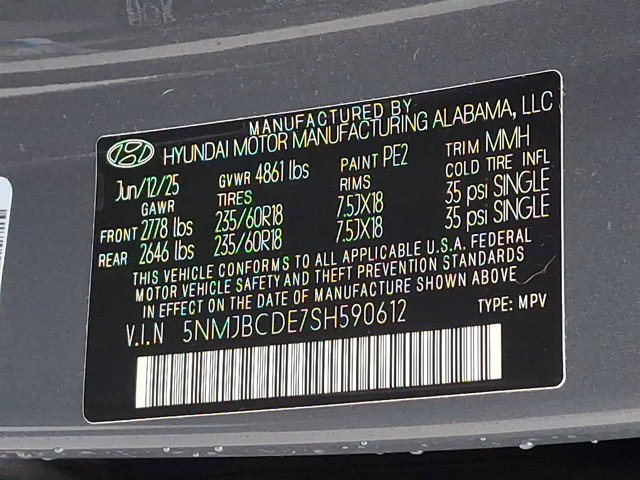 MANUFACTURED BY
HYUNDAI MOTOR MANUFACTURING ALABAMA, LLC
Jun/12/25 GVWR 4861 lbs PAINT PE2 TRIM MMH
GAWR TIRES RIMS COLD TIRE INFL
FRONT 2778 lbs 235/60R18 7.5JX18 35 psi SINGLE
REAR 2646 lbs 235/60R18 7.5JX18 35 psi SINGLE
THIS VEHICLE CONFORMS TO ALL APPLICABLE U.S.A. FEDERAL
MOTOR VEHICLE SAFETY AND THEFT PREVENTION STANDARDS
IN EFFECT ON THE DATE OF MANUFACTURE SHOWN ABOVE
V.I.N 5NMJBCDE7SH590612 TYPE: MPV